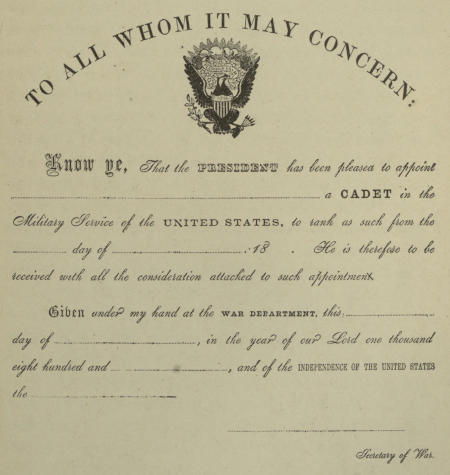 TO ALL WHOM IT MAY CONCERN:
Know ye, That the PRESIDENT has been pleased to appoint
a CADET in the
Military Service of the UNITED STATES, to rank as such from the
day of :18 . He is therefore to be
received with all the consideration attached to such appointment.
Given under my hand at the WAR DEPARTMENT, this
day of , in the year of our Lord one thousand
eight hundred and , and of the INDEPENDENCE OF THE UNITED STATES
the
Secretary of War.